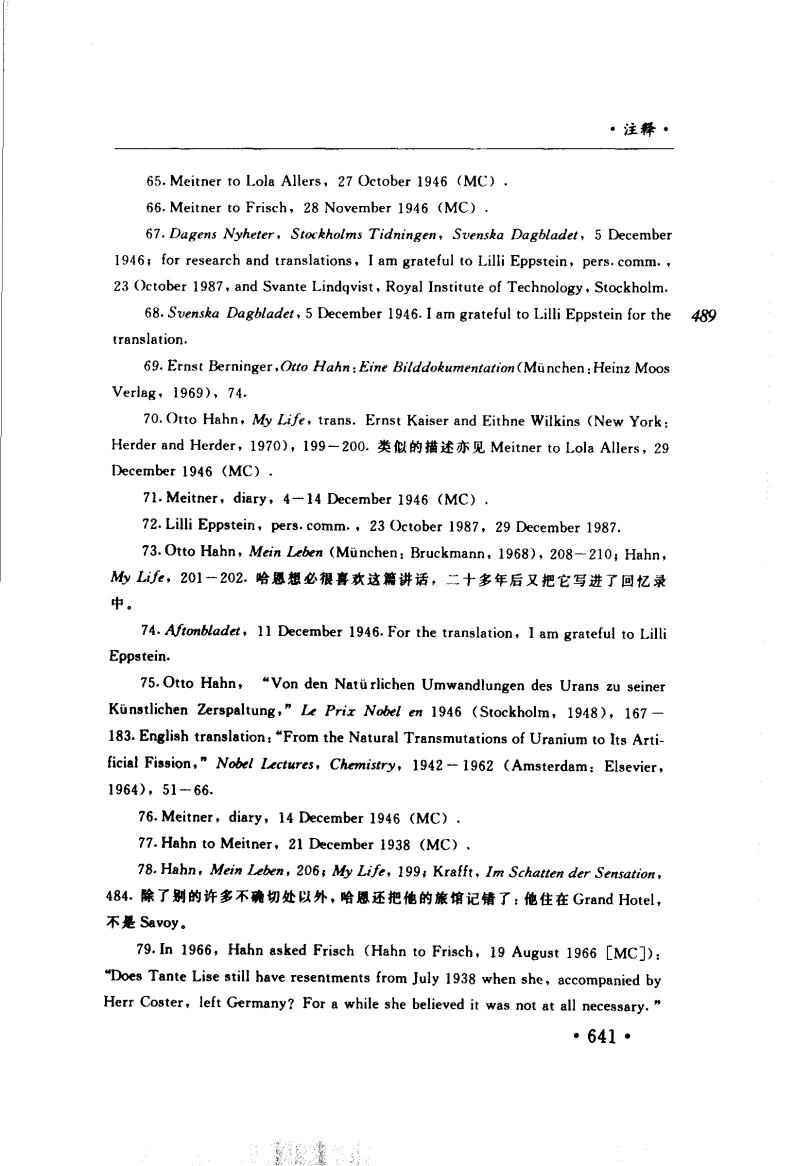 ·注释·
65. Meitner to Lola Allers, 27 October 1946 (MC) .
66. Meitner to Frisch, 28 November 1946 (MC) .
67. Dagens Nyheter, Stockholms Tidningen, Svenska Dagbladet, 5 December
1946; for research and translations, I am grateful to Lilli Eppstein, pers. comm. ,
23 October 1987, and Svante Lindqvist, Royal Institute of Technology, Stockholm.
68. Svenska Dagbladet, 5 December 1946. I am grateful to Lilli Eppstein for the 489
translation.
69. Ernst Berninger, Otto Hahn: Eine Bilddokumentation (München: Heinz Moos
Verlag, 1969), 74.
70. Otto Hahn, My Life, trans. Ernst Kaiser and Eithne Wilkins (New York:
Herder and Herder, 1970), 199—200. 类似的描述亦见 Meitner to Lola Allers, 29
December 1946 (MC) .
71. Meitner, diary, 4—14 December 1946 (MC) .
72. Lilli Eppstein, pers. comm. , 23 October 1987, 29 December 1987.
73. Otto Hahn, Mein Leben (München: Bruckmann, 1968), 208—210; Hahn,
My Life, 201—202. 哈恩想必很喜欢这篇讲话，二十多年后又把它写进了回忆录
中。
74. Aftonbladet, 11 December 1946. For the translation, I am grateful to Lilli
Eppstein.
75. Otto Hahn, “Von den Natürlichen Umwandlungen des Urans zu seiner
Künstlichen Zerspaltung,” Le Prix Nobel en 1946 (Stockholm, 1948), 167—
183. English translation: “From the Natural Transmutations of Uranium to Its Arti-
ficial Fission,” Nobel Lectures, Chemistry, 1942—1962 (Amsterdam: Elsevier,
1964), 51—66.
76. Meitner, diary, 14 December 1946 (MC) .
77. Hahn to Meitner, 21 December 1938 (MC) .
78. Hahn, Mein Leben, 206; My Life, 199; Krafft, Im Schatten der Sensation,
484. 除了别的许多不确切处以外，哈恩还把他的旅馆记错了：他住在 Grand Hotel，
不是 Savoy。
79. In 1966, Hahn asked Frisch (Hahn to Frisch, 19 August 1966 [MC]):
“Does Tante Lise still have resentments from July 1938 when she, accompanied by
Herr Coster, left Germany? For a while she believed it was not at all necessary. ”
·641·